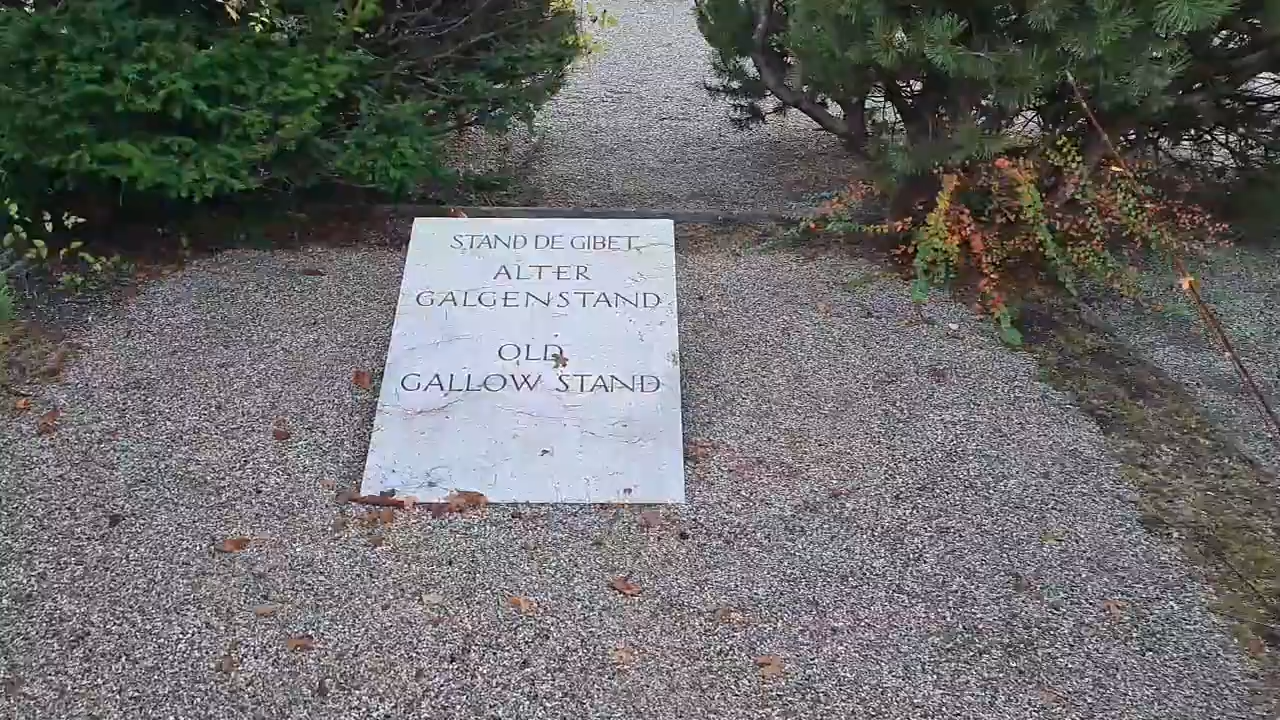 STAND DE GIBET
ALTER
GALGENSTAND
OLD
GALLOW STAND